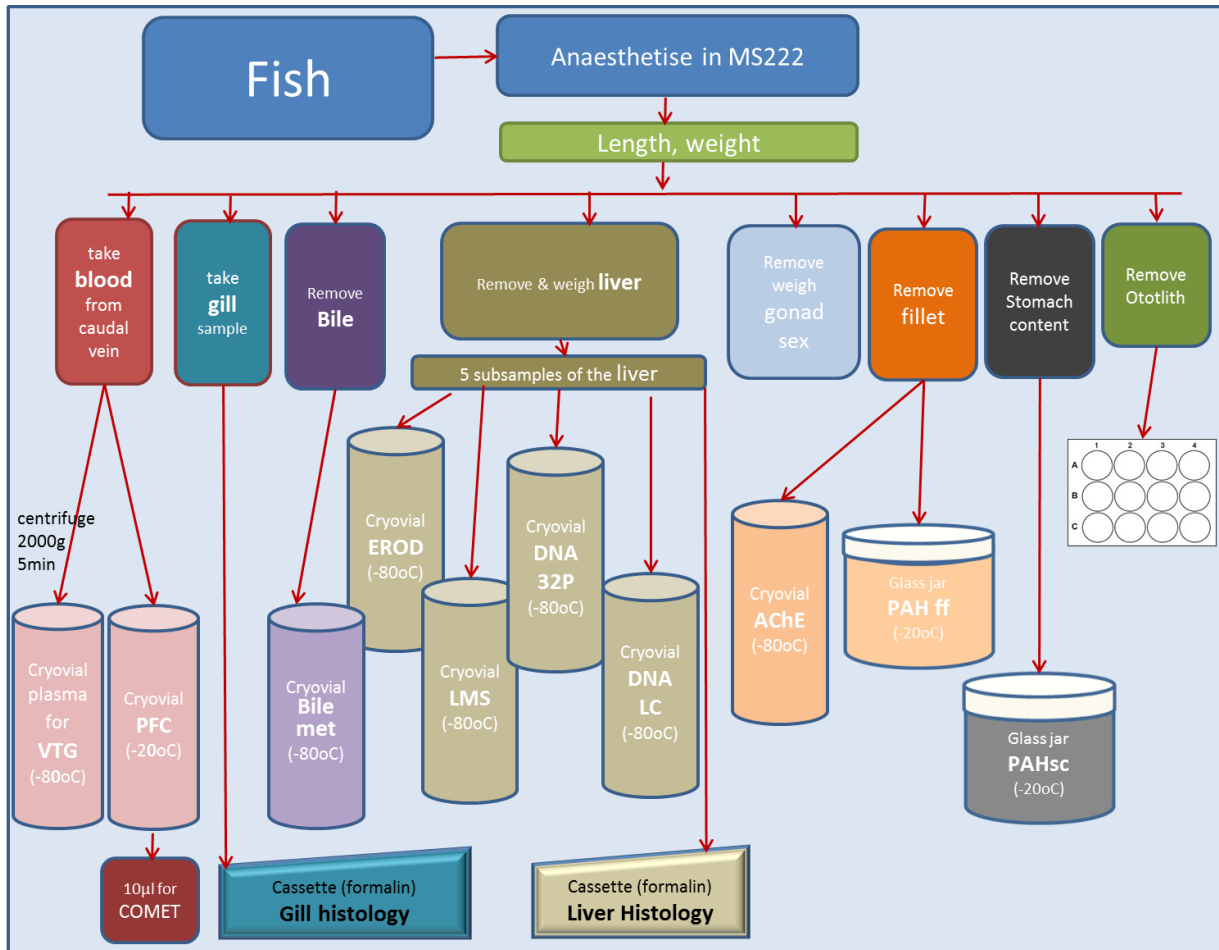 Fish
Anaesthetise in MS222
Length, weight
take
blood
from
caudal
vein
take
gill
sample
Remove
Bile
Remove & weigh liver
5 subsamples of the liver
Remove
weigh
gonad
sex
Remove
fillet
Remove
Stomach
content
Remove
Ototlith
1 2 3 4
A
B
C
centrifuge
2000g
5min
Cryovial
plasma
for
VTG
(-80oC)
Cryovial
PFC
(-20oC)
Cryovial
Bile
met
(-80oC)
Cryovial
EROD
(-80oC)
Cryovial
LMS
(-80oC)
Cryovial
DNA
32P
(-80oC)
Cryovial
DNA
LC
(-80oC)
Cryovial
AChE
(-80oC)
Glass jar
PAH ff
(-20oC)
Glass jar
PAHsc
(-20oC)
10µl for
COMET
Cassette (formalin)
Gill histology
Cassette (formalin)
Liver Histology